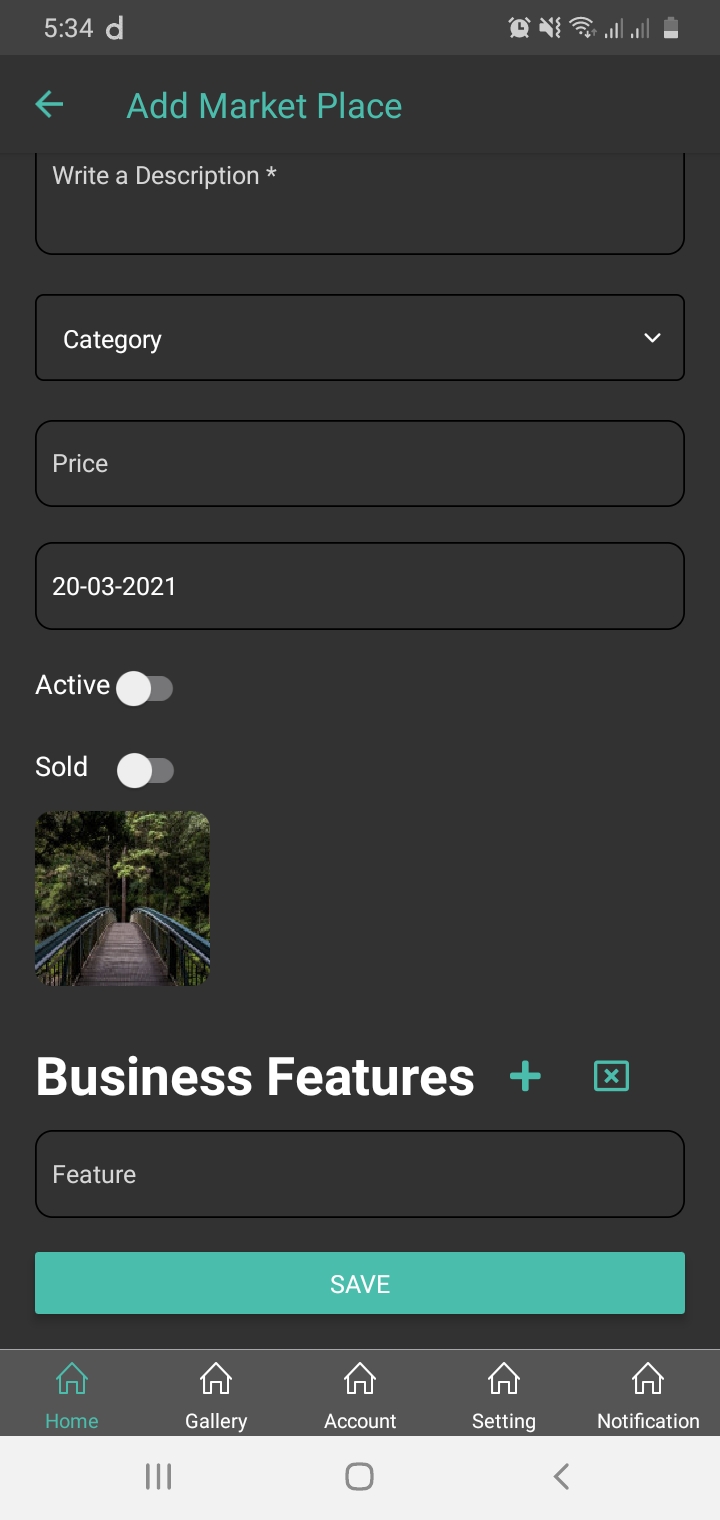 5:34 d
Add Market Place
Write a Description *
Category
Price
20-03-2021
Active
Sold
Business Features
Feature
SAVE
Home Gallery Account Setting Notification